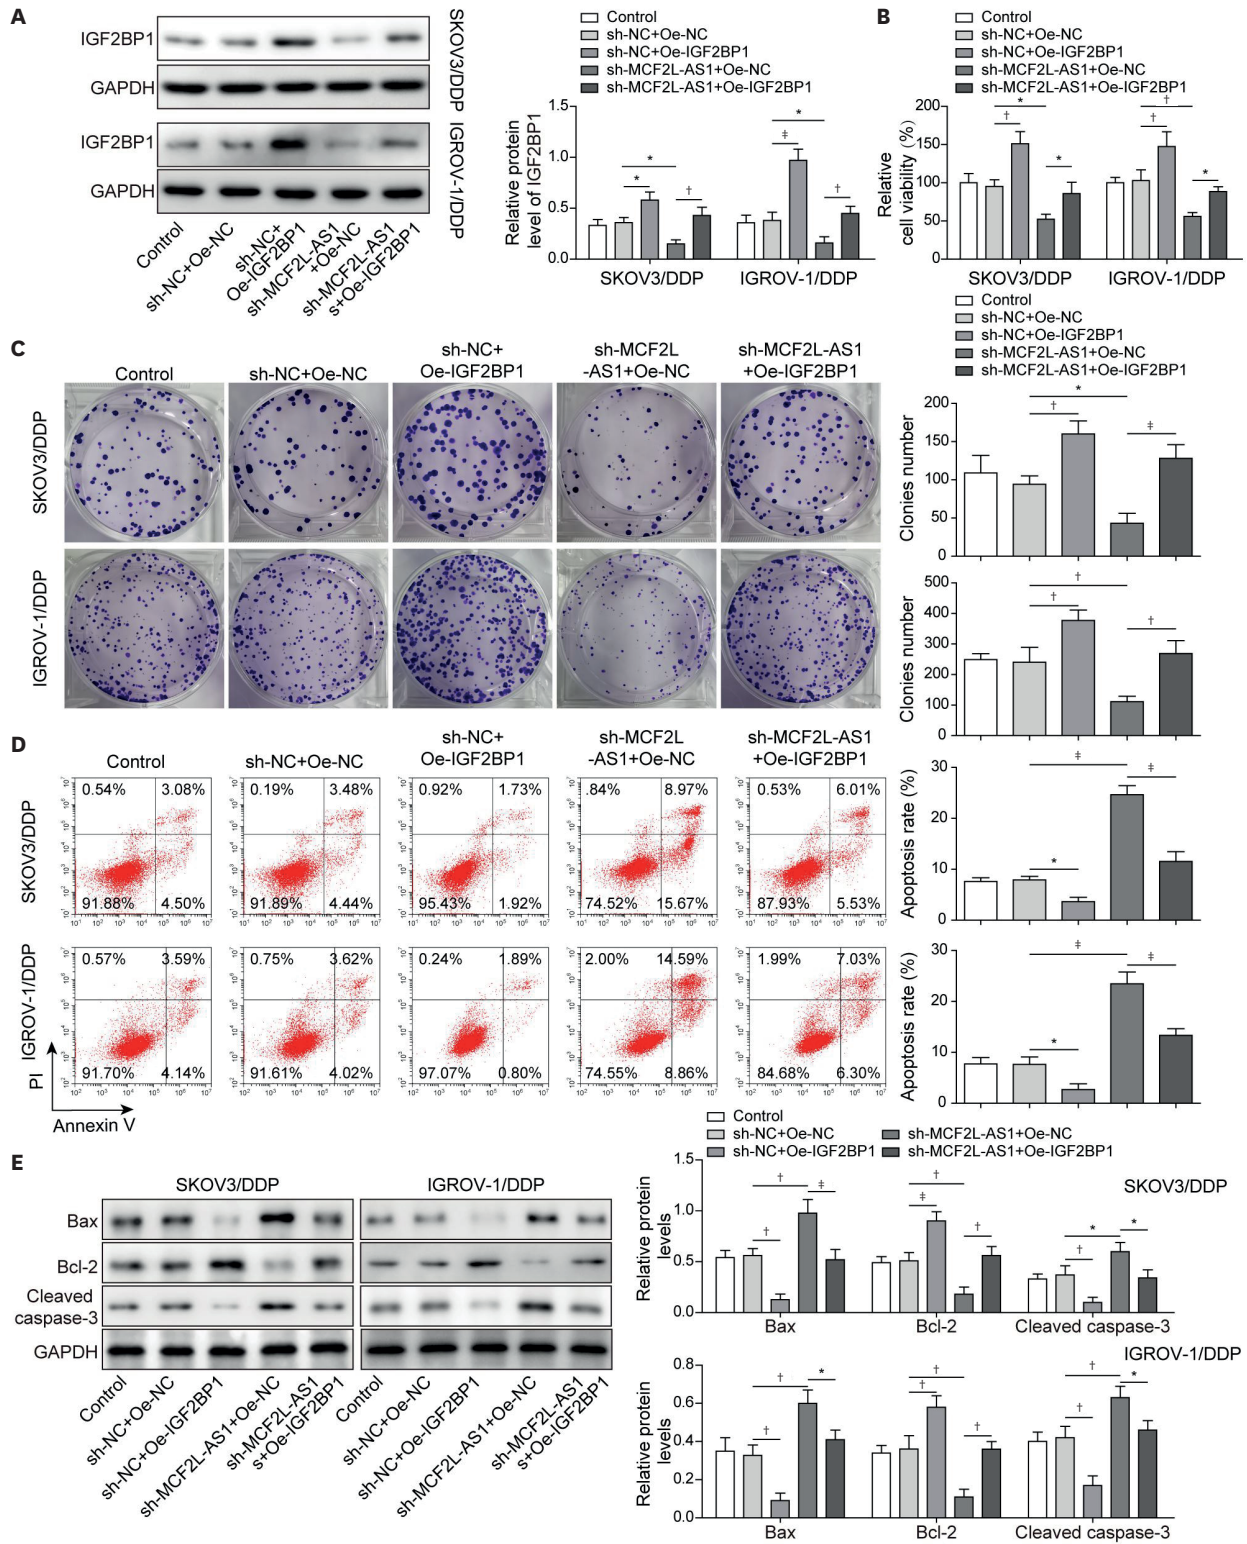 A
IGF2BP1
GAPDH
SKOV3/DDP
IGF2BP1
GAPDH
IGROV-1/DDP
Control
sh-NC+Oe-NC
sh-NC+
Oe-IGF2BP1
sh-MCF2L-AS1
+Oe-NC
sh-MCF2L-AS1
s+Oe-IGF2BP1
Control
sh-NC+Oe-NC
sh-NC+Oe-IGF2BP1
sh-MCF2L-AS1+Oe-NC
sh-MCF2L-AS1+Oe-IGF2BP1
Relative protein
level of IGF2BP1
1.5
1.0
0.5
0.0
* * † ‡ * †
SKOV3/DDP IGROV-1/DDP
B
Control
sh-NC+Oe-NC
sh-NC+Oe-IGF2BP1
sh-MCF2L-AS1+Oe-NC
sh-MCF2L-AS1+Oe-IGF2BP1
Relative
cell viability (%)
200
150
100
50
0
* † * † † *
SKOV3/DDP IGROV-1/DDP
C
Control
sh-NC+Oe-NC
sh-NC+
Oe-IGF2BP1
sh-MCF2L
-AS1+Oe-NC
sh-MCF2L-AS1
+Oe-IGF2BP1
SKOV3/DDP
IGROV-1/DDP
Control
sh-NC+Oe-NC
sh-NC+Oe-IGF2BP1
sh-MCF2L-AS1+Oe-NC
sh-MCF2L-AS1+Oe-IGF2BP1
Clonies number
200
150
100
50
0
* † ‡
Clonies number
500
400
300
200
100
0
† † †
D
Control
sh-NC+Oe-NC
sh-NC+
Oe-IGF2BP1
sh-MCF2L
-AS1+Oe-NC
sh-MCF2L-AS1
+Oe-IGF2BP1
SKOV3/DDP
0.54% 3.08%
91.88% 4.50%
0.19% 3.48%
91.89% 4.44%
0.92% 1.73%
95.43% 1.92%
.84% 8.97%
74.52% 15.67%
0.53% 6.01%
87.93% 5.53%
IGROV-1/DDP
0.57% 3.59%
91.70% 4.14%
0.75% 3.62%
91.61% 4.02%
0.24% 1.89%
97.07% 0.80%
2.00% 14.59%
74.55% 8.86%
1.99% 7.03%
84.68% 6.30%
PI
Annexin V
Apoptosis rate (%)
30
20
10
0
‡ * ‡
Apoptosis rate (%)
30
20
10
0
‡ * ‡
E
SKOV3/DDP IGROV-1/DDP
Bax
Bcl-2
Cleaved
caspase-3
GAPDH
Control
sh-NC+Oe-NC
sh-NC+Oe-IGF2BP1
sh-MCF2L-AS1+Oe-NC
sh-MCF2L-AS1
s+Oe-IGF2BP1
Control
sh-NC+Oe-NC
sh-NC+Oe-IGF2BP1
sh-MCF2L-AS1+Oe-NC
sh-MCF2L-AS1
s+Oe-IGF2BP1
Control
sh-NC+Oe-NC
sh-NC+Oe-IGF2BP1
sh-MCF2L-AS1+Oe-NC
sh-MCF2L-AS1+Oe-IGF2BP1
SKOV3/DDP
Relative protein
levels
1.5
1.0
0.5
0.0
† † ‡ † ‡ † * † *
Bax Bcl-2 Cleaved caspase-3
IGROV-1/DDP
Relative protein
levels
0.8
0.6
0.4
0.2
0.0
† † * † † † † † *
Bax Bcl-2 Cleaved caspase-3